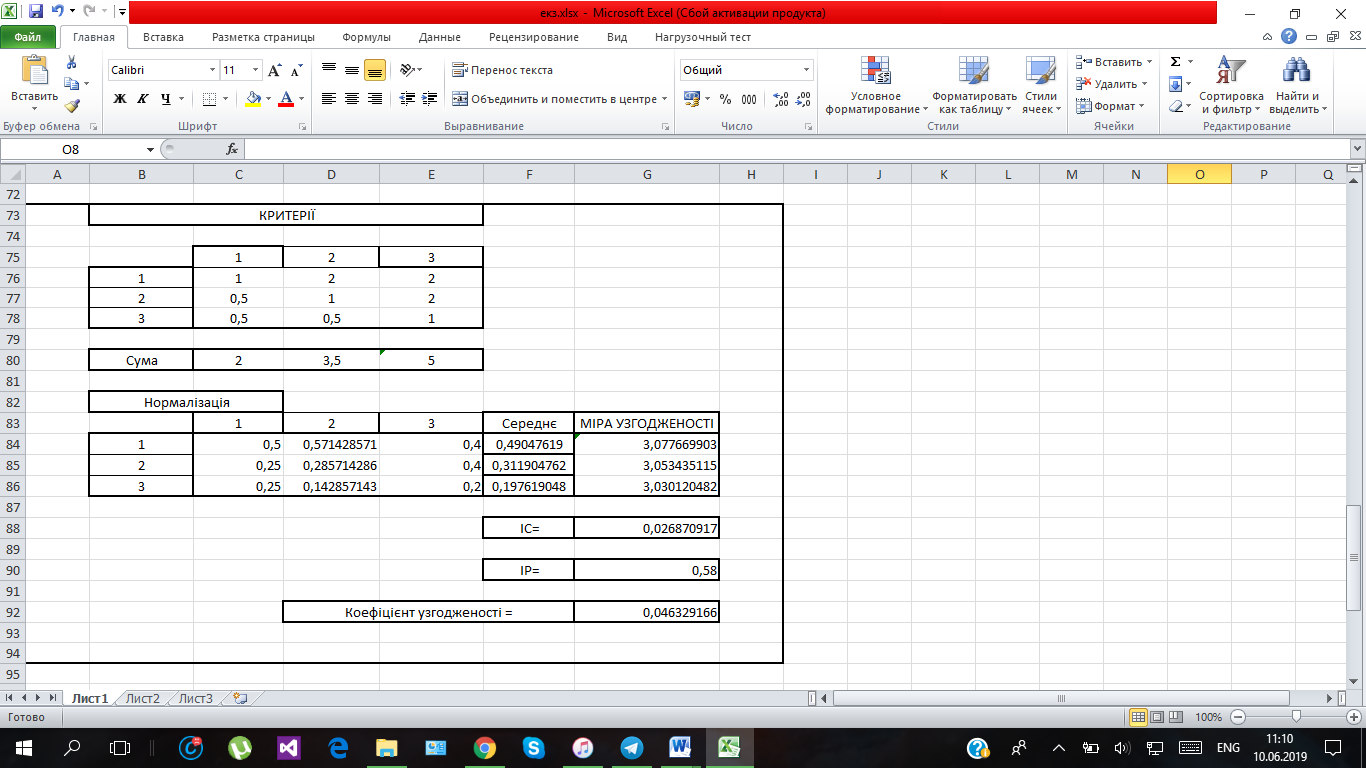 екз.xlsx - Microsoft Excel (Сбой активации продукта)
Файл Главная Вставка Разметка страницы Формулы Данные Рецензирование Вид Нагрузочный тест
Вставить
Буфер обмена
Calibri 11
Ж К Ч
Шрифт
Перенос текста
Объединить и поместить в центре
Выравнивание
Общий
% 000
Число
Условное форматирование
Форматировать как таблицу
Стили ячеек
Стили
Вставить
Удалить
Формат
Ячейки
Сортировка и фильтр
Найти и выделить
Редактирование
O8 fx
A B C D E F G H I J K L M N O P Q
72
73 КРИТЕРІЇ
74
75 1 2 3
76 1 1 2 2
77 2 0,5 1 2
78 3 0,5 0,5 1
79
80 Сума 2 3,5 5
81
82 Нормалізація
83 1 2 3 Середнє МІРА УЗГОДЖЕНОСТІ
84 1 0,5 0,571428571 0,4 0,49047619 3,077669903
85 2 0,25 0,285714286 0,4 0,311904762 3,053435115
86 3 0,25 0,142857143 0,2 0,197619048 3,030120482
87
88 ІС= 0,026870917
89
90 ІР= 0,58
91
92 Коефіцієнт узгодженості = 0,046329166
93
94
95
Лист1 Лист2 Лист3
Готово 100%
ENG 11:10
10.06.2019